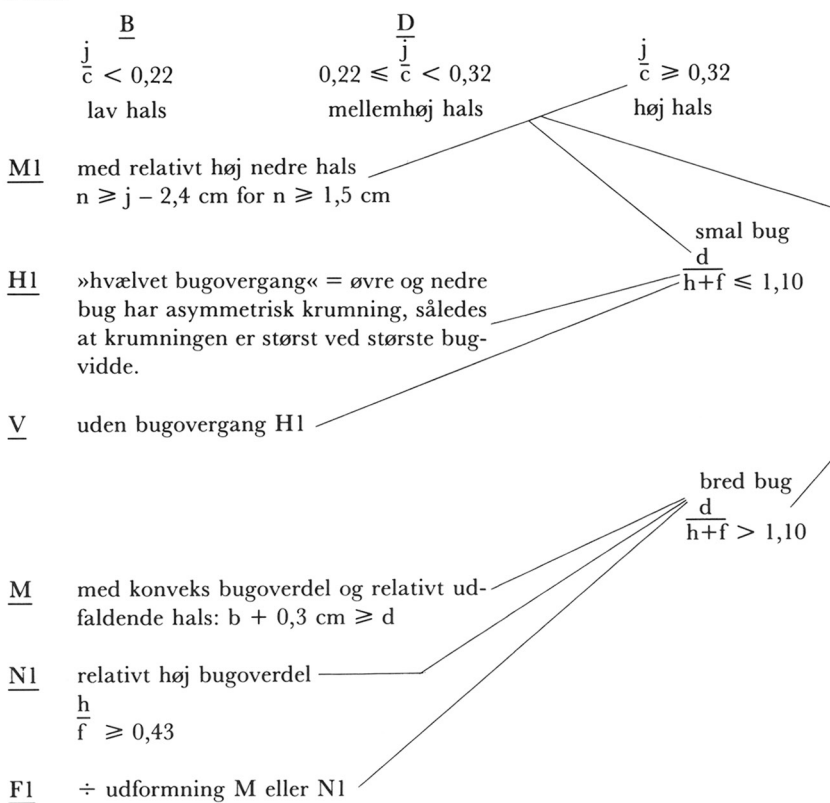 B D
j/c < 0,22 0,22 ≤ j/c < 0,32 j/c ≥ 0,32
lav hals mellemhøj hals høj hals
M1 med relativt høj nedre hals
n ≥ j – 2,4 cm for n ≥ 1,5 cm
smal bug
d/h+f ≤ 1,10
H1 »hvælvet bugovergang« = øvre og nedre
bug har asymmetrisk krumning, således
at krumningen er størst ved største bug-
vidde.
V uden bugovergang H1
bred bug
d/h+f > 1,10
M med konveks bugoverdel og relativt ud-
faldende hals: b + 0,3 cm ≥ d
N1 relativt høj bugoverdel
h/f ≥ 0,43
F1 ÷ udformning M eller N1